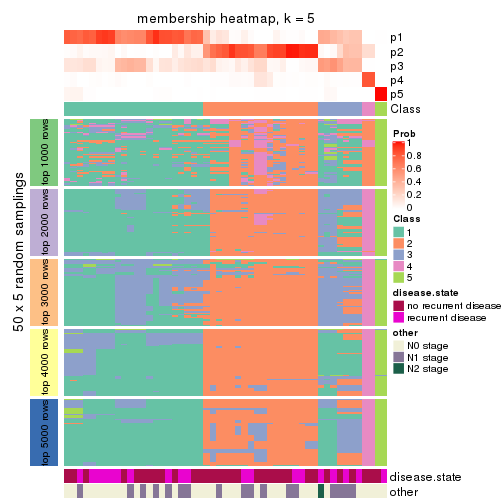 membership heatmap, k = 5
p1
p2
p3
p4
p5
Class
50 x 5 random samplings
top 1000 rows
top 2000 rows
top 3000 rows
top 4000 rows
top 5000 rows
disease.state
other
Prob
1
0.8
0.6
0.4
0.2
0
Class
1
2
3
4
5
disease.state
no recurrent disease
recurrent disease
other
N0 stage
N1 stage
N2 stage